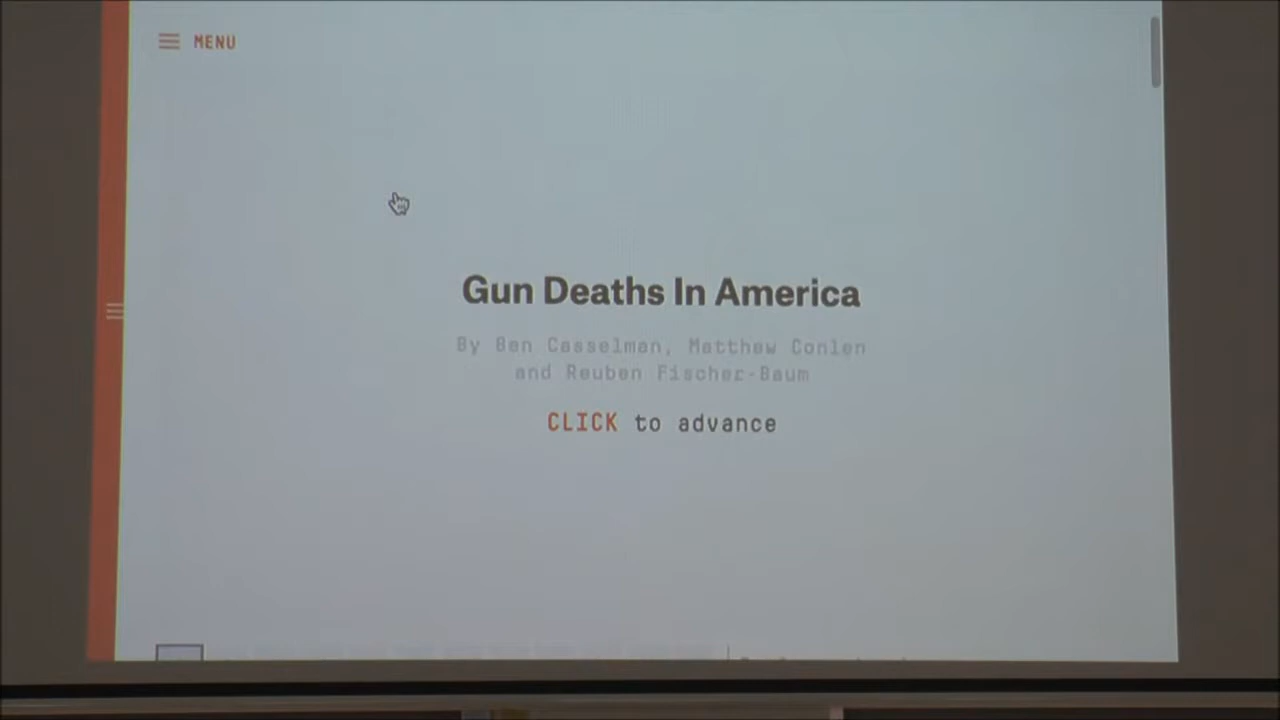 MENU
Gun Deaths In America
By Ben Casselman, Matthew Conlen
and Reuben Fischer-Baum
CLICK to advance